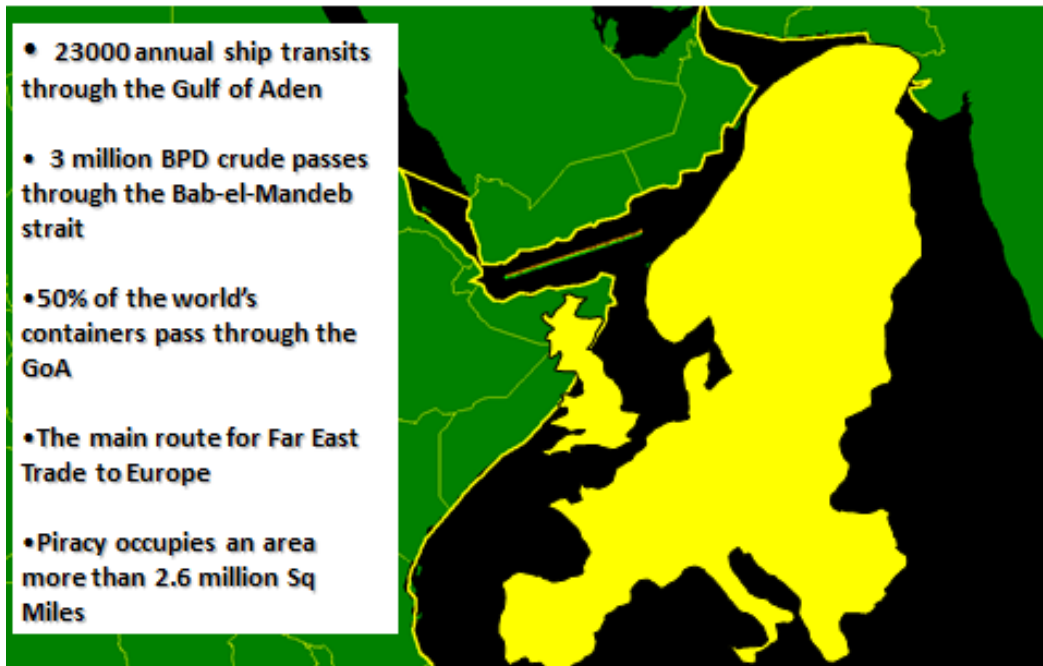 • 23000 annual ship transits
through the Gulf of Aden
• 3 million BPD crude passes
through the Bab-el-Mandeb
strait
•50% of the world's
containers pass through the
GoA
•The main route for Far East
Trade to Europe
•Piracy occupies an area
more than 2.6 million Sq
Miles